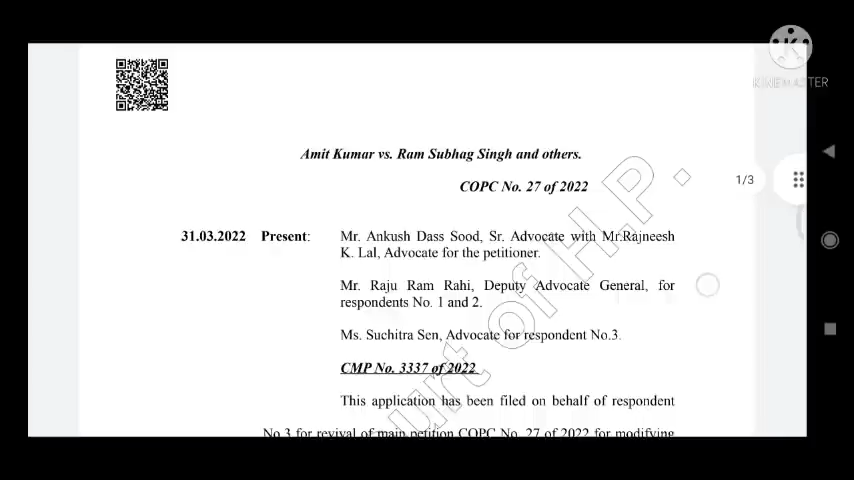 KINEMASTER
Amit Kumar vs. Ram Subhag Singh and others.
COPC No. 27 of 2022
1/3
31.03.2022 Present: Mr. Ankush Dass Sood, Sr. Advocate with Mr.Rajneesh
K. Lal, Advocate for the petitioner.
Mr. Raju Ram Rahi, Deputy Advocate General, for
respondents No. 1 and 2.
Ms. Suchitra Sen, Advocate for respondent No.3.
CMP No. 3337 of 2022
This application has been filed on behalf of respondent
No.3 for revival of main petition COPC No. 27 of 2022 for modifying
urt of H.P.